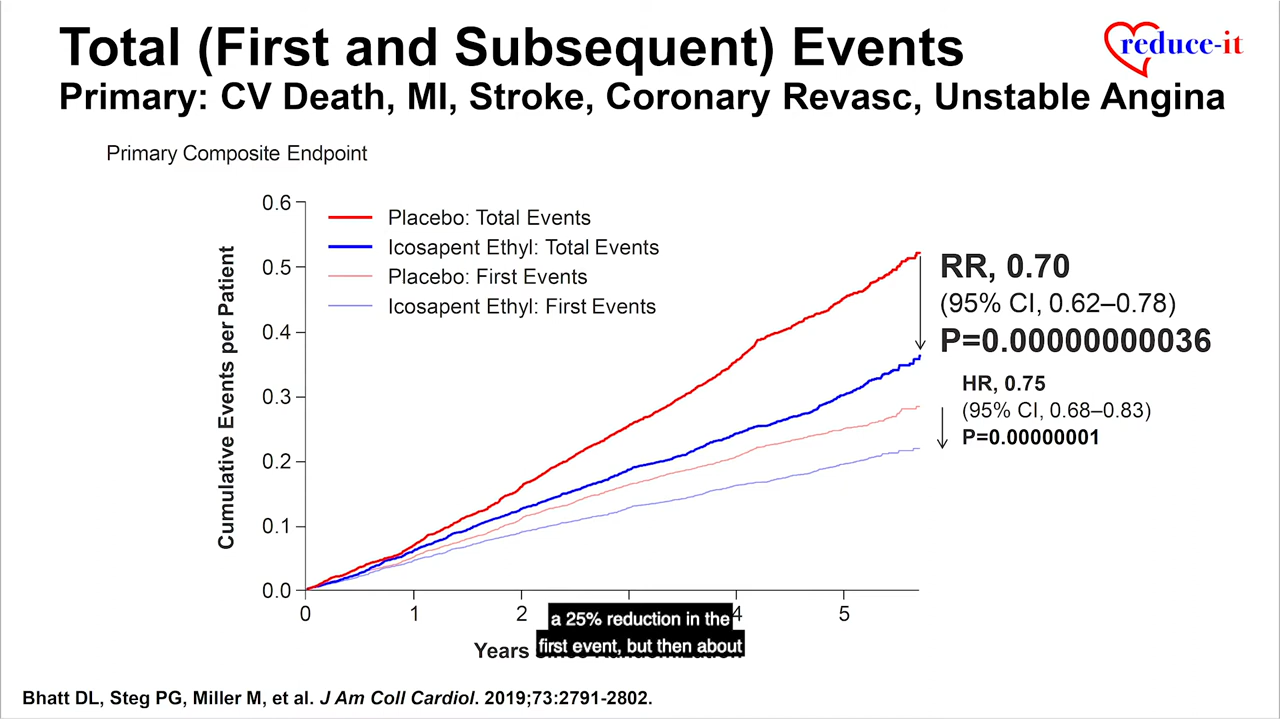 Total (First and Subsequent) Events
reduce-it
Primary: CV Death, MI, Stroke, Coronary Revasc, Unstable Angina
Primary Composite Endpoint
Cumulative Events per Patient
0.6
0.5
0.4
0.3
0.2
0.1
0.0
Placebo: Total Events
Icosapent Ethyl: Total Events
Placebo: First Events
Icosapent Ethyl: First Events
RR, 0.70
(95% CI, 0.62–0.78)
P=0.00000000036
HR, 0.75
(95% CI, 0.68–0.83)
P=0.00000001
0 1 2 4 5
Years
a 25% reduction in the
first event, but then about
Bhatt DL, Steg PG, Miller M, et al. J Am Coll Cardiol. 2019;73:2791-2802.